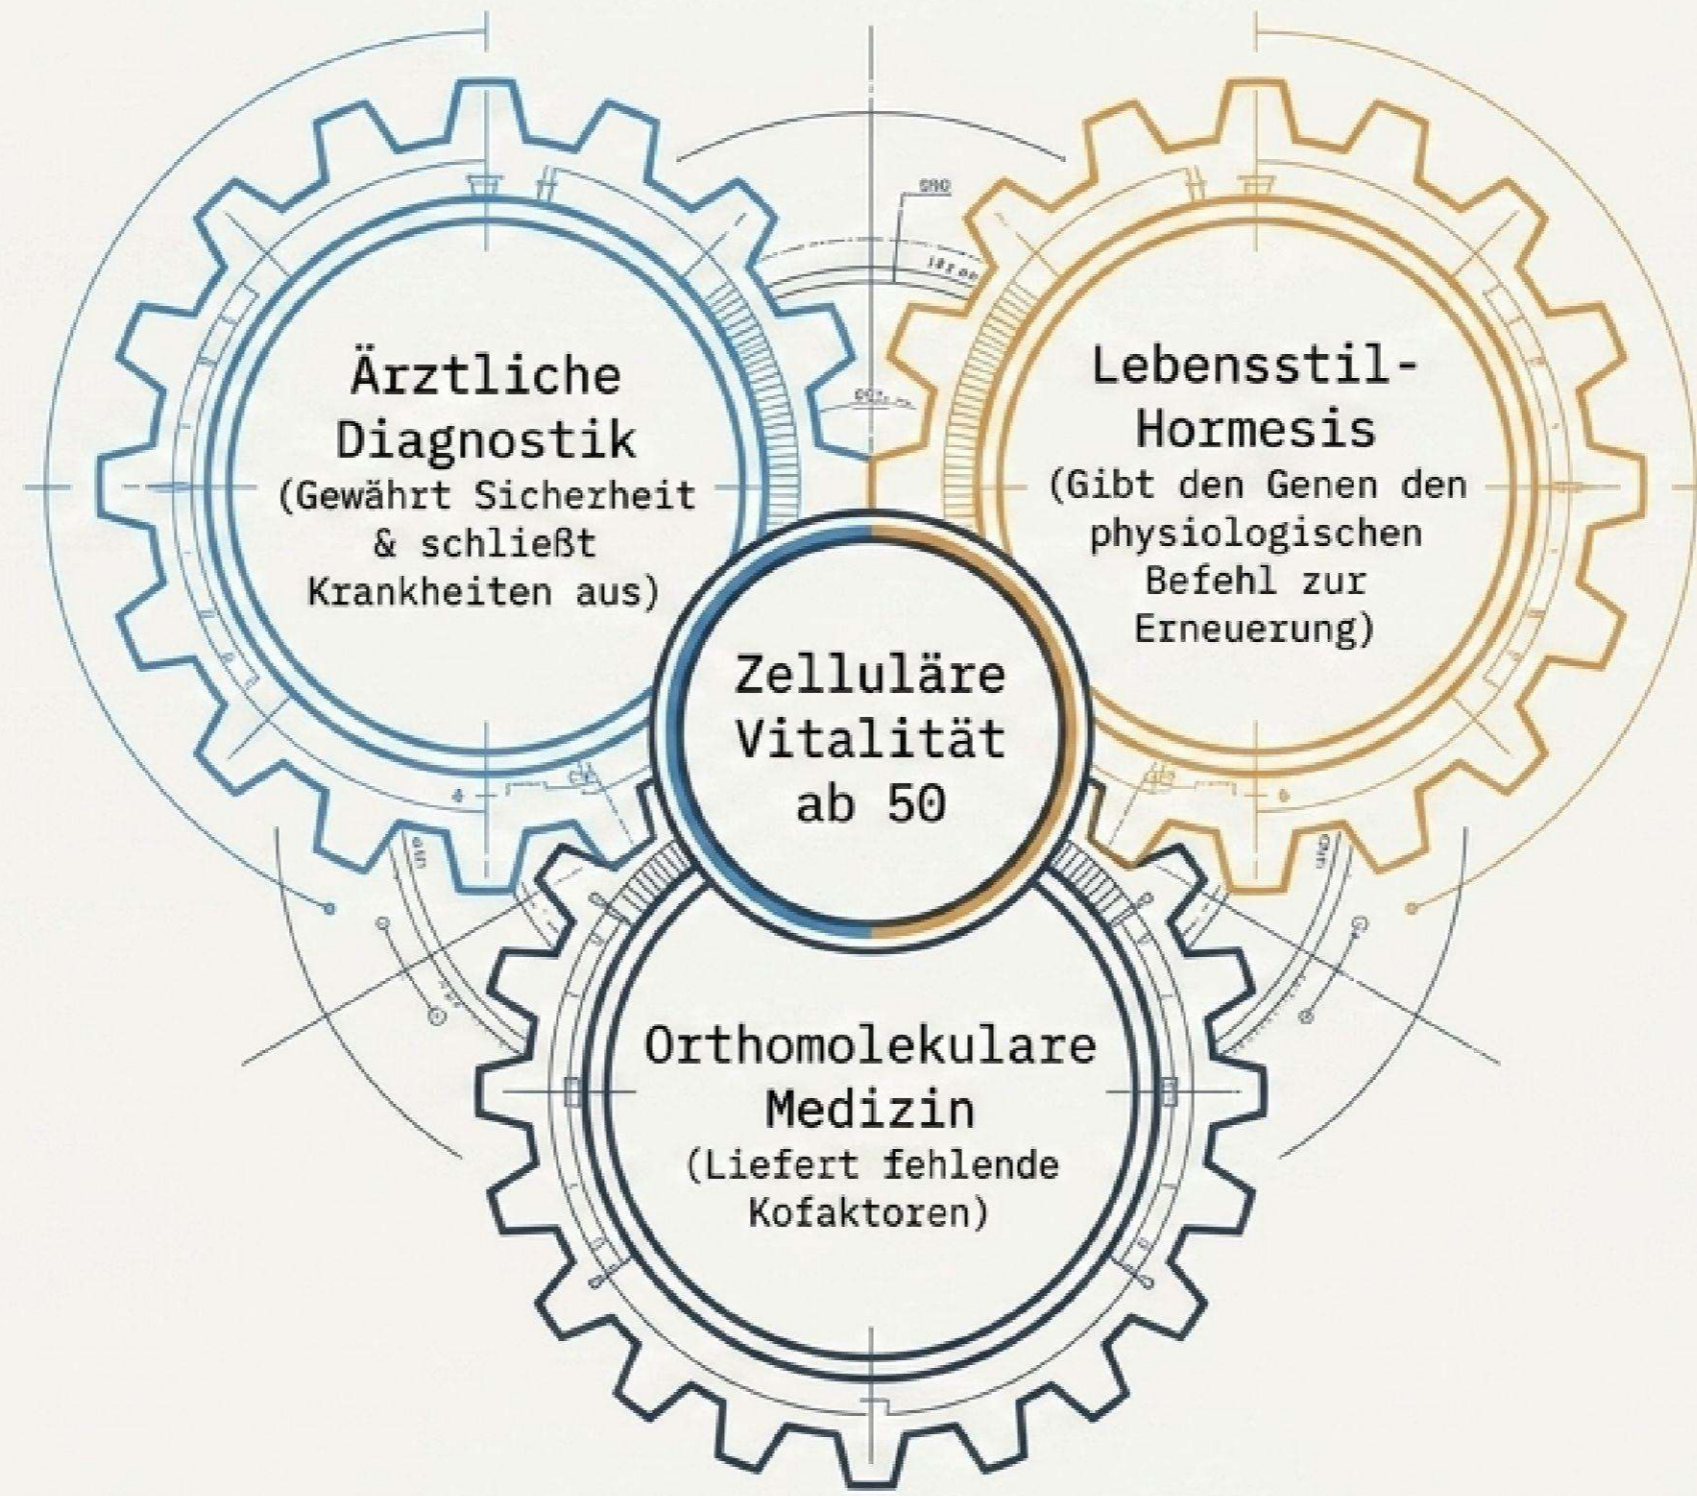 Ärztliche
Diagnostik
(Gewährt Sicherheit
& schließt
Krankheiten aus)
Lebensstil-
Hormesis
(Gibt den Genen den
physiologischen
Befehl zur
Erneuerung)
Zelluläre
Vitalität
ab 50
Orthomolekulare
Medizin
(Liefert fehlende
Kofaktoren)